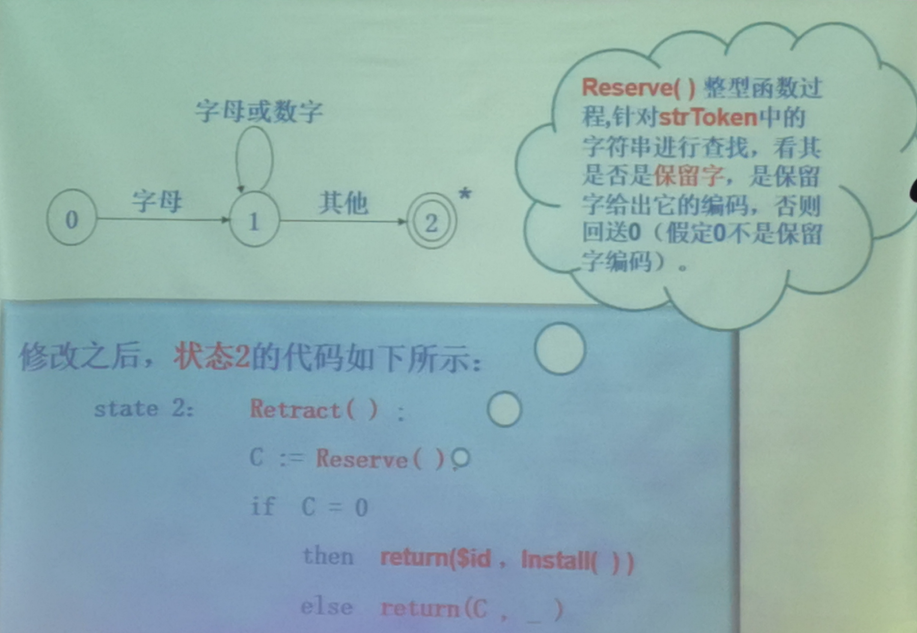 字母或数字
0
字母
1
其他
2
*
Reserve( ) 整型函数过
程,针对strToken中的
字符串进行查找，看其
是否是保留字，是保留
字给出它的编码，否则
回送0（假定0不是保留
字编码）。
修改之后，状态2的代码如下所示：
state 2： Retract( ) ；
C := Reserve( )；
if C = 0
then return($id , Install( ) )
else return(C , _ )